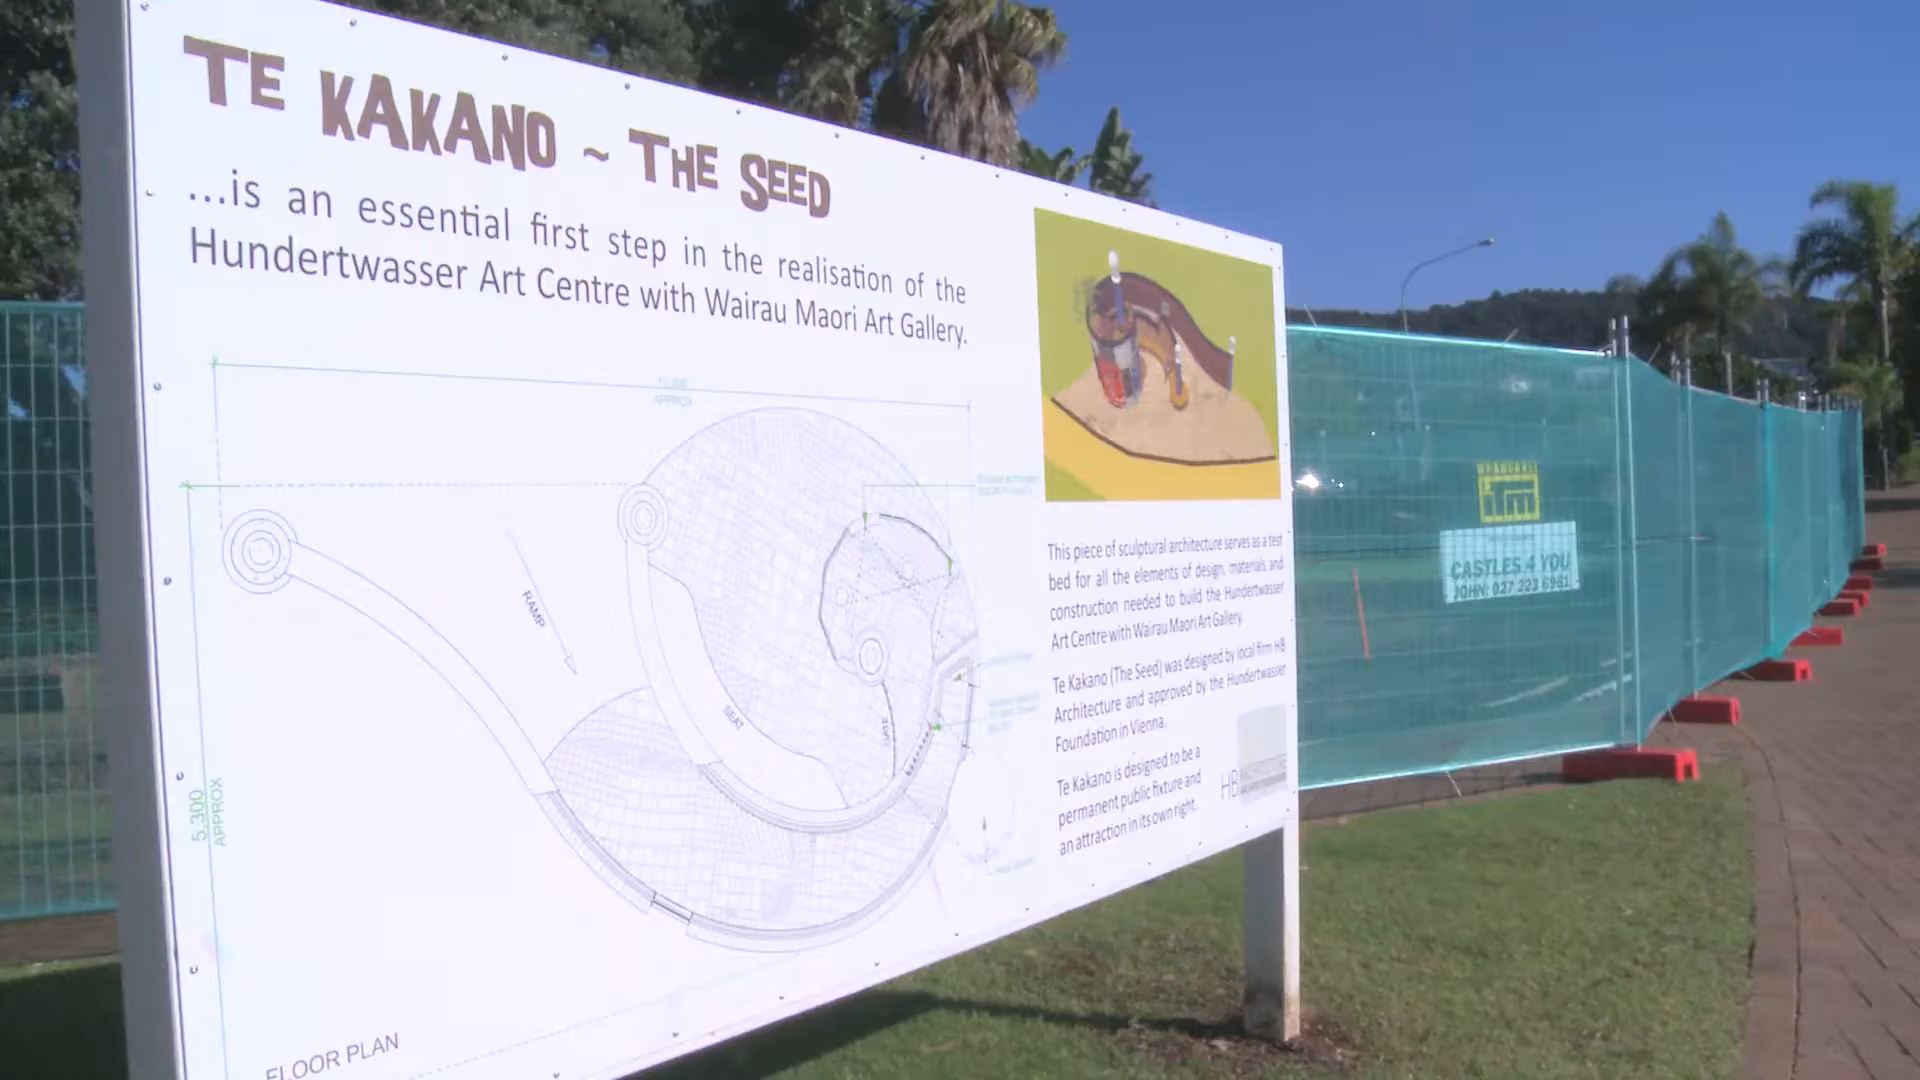 TE KAKANO ~ THE SEED
...is an essential first step in the realisation of the
Hundertwasser Art Centre with Wairau Maori Art Gallery.
APPROX
RAMP
SEAT
GATE
5,300
APPROX
FLOOR PLAN
This piece of sculptural architecture serves as a test
bed for all the elements of design, materials and
construction needed to build the Hundertwasser
Art Centre with Wairau Maori Art Gallery.
Te Kakano (The Seed) was designed by local firm HB
Architecture and approved by the Hundertwasser
Foundation in Vienna.
Te Kakano is designed to be a
permanent public fixture and
an attraction in its own right.
HB
ITM
CASTLES 4 YOU
JOHN: 027 223 6961